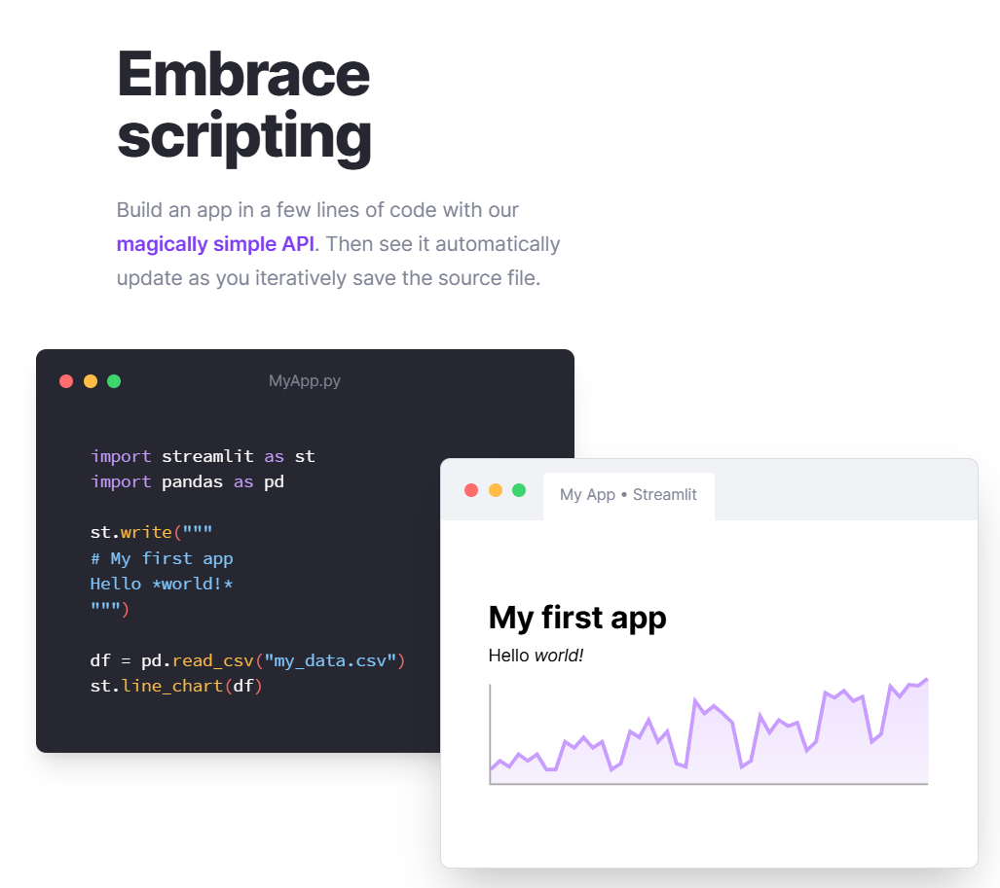 Embrace
scripting
Build an app in a few lines of code with our
magically simple API. Then see it automatically
update as you iteratively save the source file.
MyApp.py
import streamlit as st
import pandas as pd
st.write("""
# My first app
Hello *world!*
""")
df = pd.read_csv("my_data.csv")
st.line_chart(df)
My App • Streamlit
My first app
Hello world!